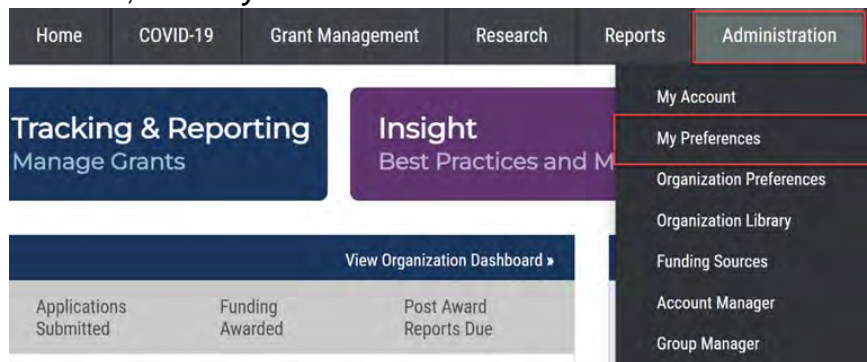 Home COVID-19 Grant Management Research Reports Administration
Tracking & Reporting
Manage Grants
Insight
Best Practices and M
My Account
My Preferences
Organization Preferences
Organization Library
Funding Sources
Account Manager
Group Manager
View Organization Dashboard »
Applications
Submitted
Funding
Awarded
Post Award
Reports Due